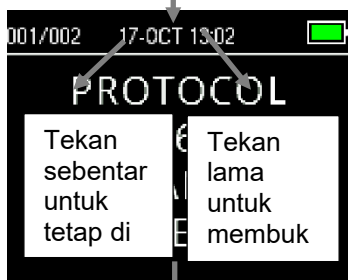 001/002 17-OCT 13:02
PROTOCOL
Tekan
sebentar
untuk
tetap di
Tekan
lama
untuk
membuk